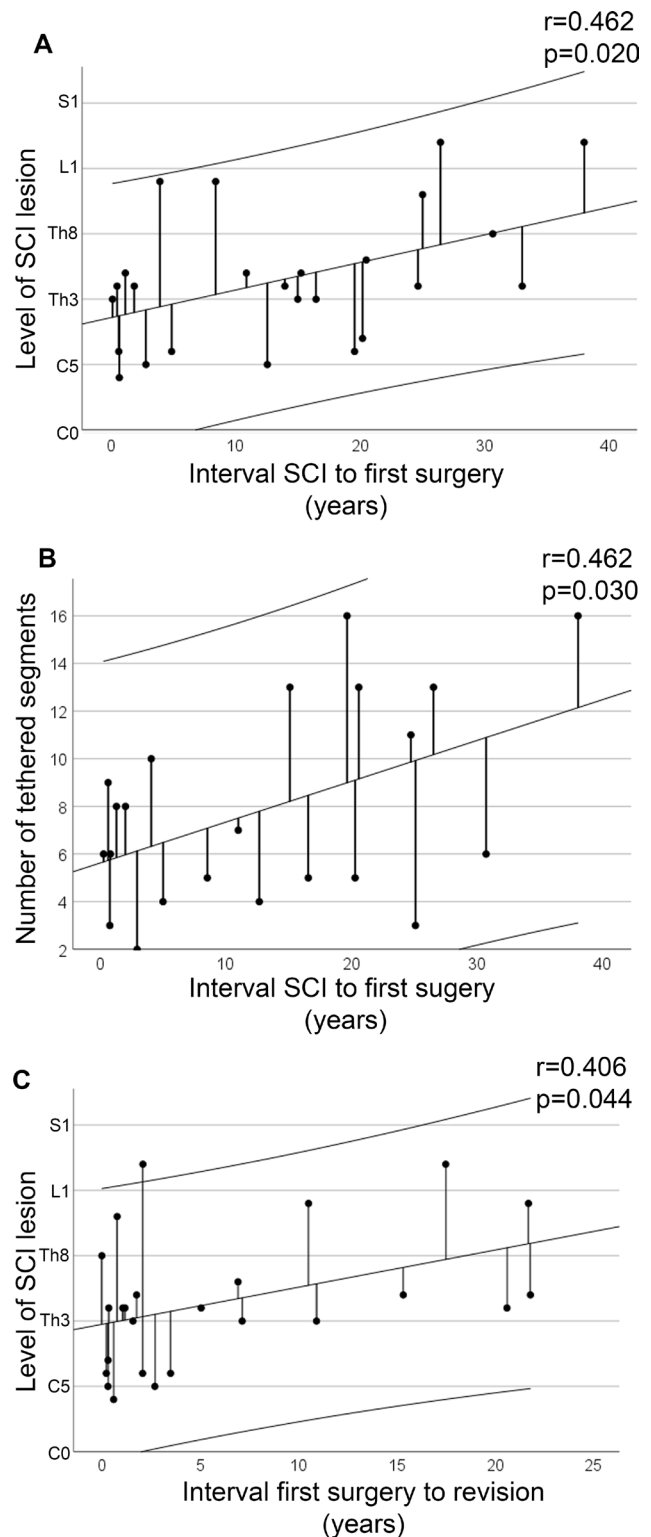 A
r=0.462
p=0.020
S1
L1
Th8
Th3
C5
C0
Level of SCI lesion
0 10 20 30 40
Interval SCI to first surgery
(years)
B
r=0.462
p=0.030
16
14
12
10
8
6
4
2
Number of tethered segments
0 10 20 30 40
Interval SCI to first sugery
(years)
C
r=0.406
p=0.044
S1
L1
Th8
Th3
C5
C0
Level of SCI lesion
0 5 10 15 20 25
Interval first surgery to revision
(years)